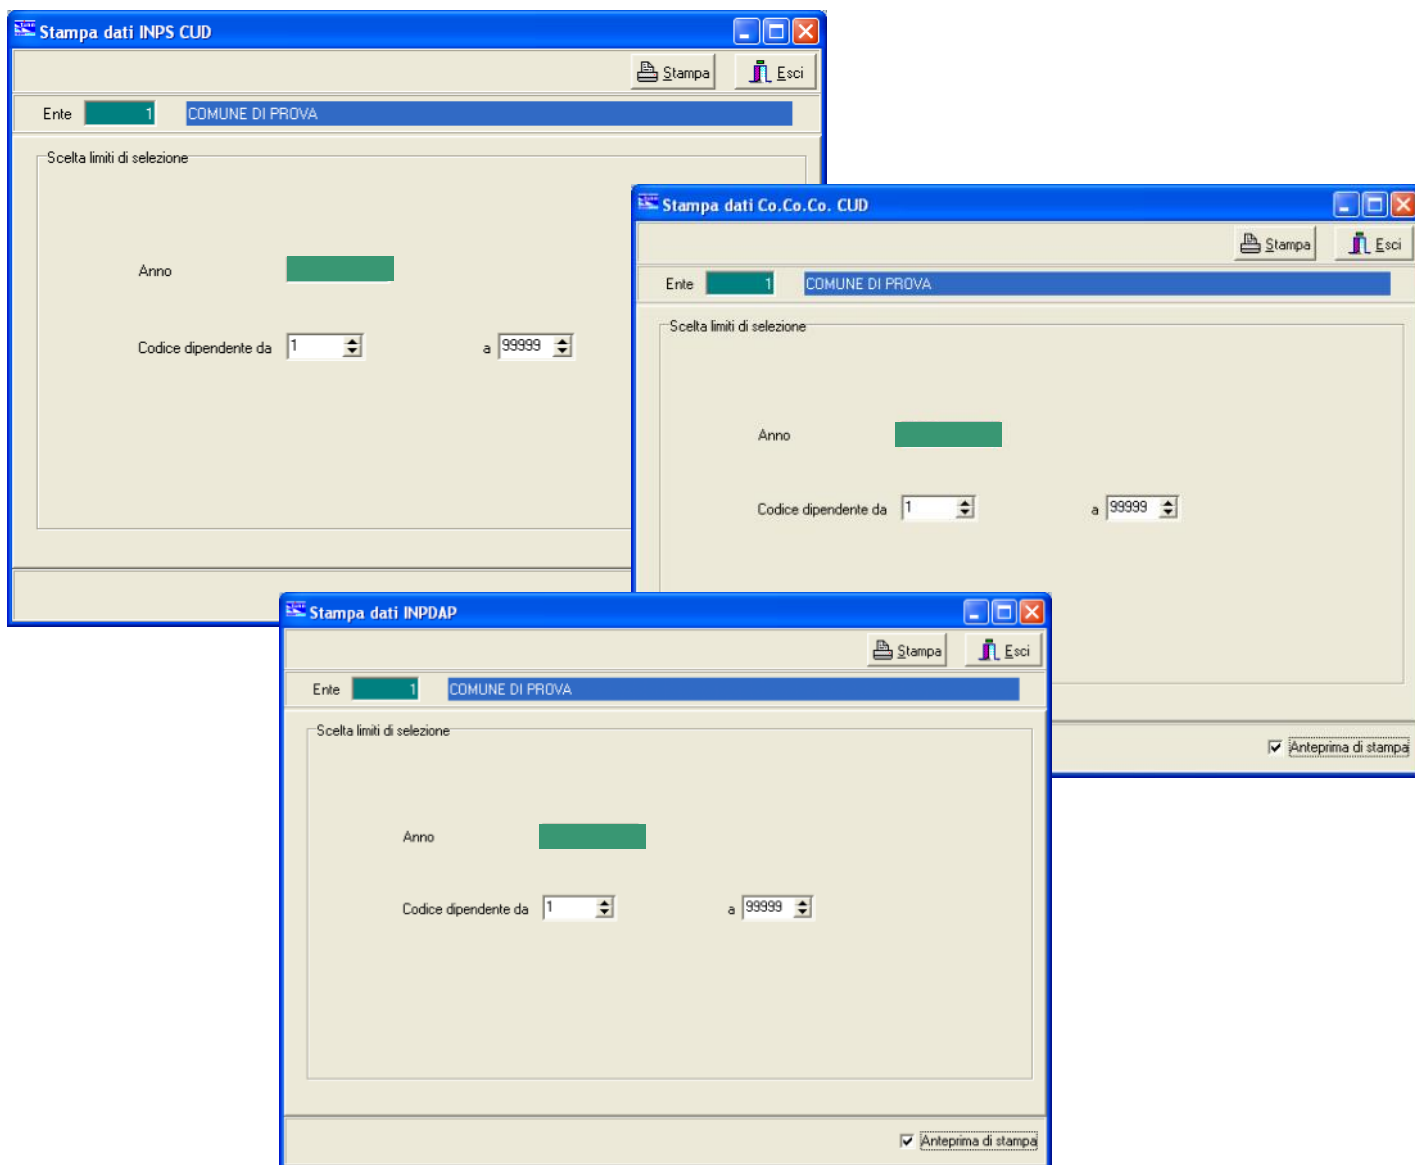 Stampa dati INPS CUD
Stampa Esci
Ente 1 COMUNE DI PROVA
Scelta limiti di selezione
Anno
Codice dipendente da 1 a 99999
Stampa dati Co.Co.Co. CUD
Stampa Esci
Ente 1 COMUNE DI PROVA
Scelta limiti di selezione
Anno
Codice dipendente da 1 a 99999
Anteprima di stampa
Stampa dati INPDAP
Stampa Esci
Ente 1 COMUNE DI PROVA
Scelta limiti di selezione
Anno
Codice dipendente da 1 a 99999
Anteprima di stampa